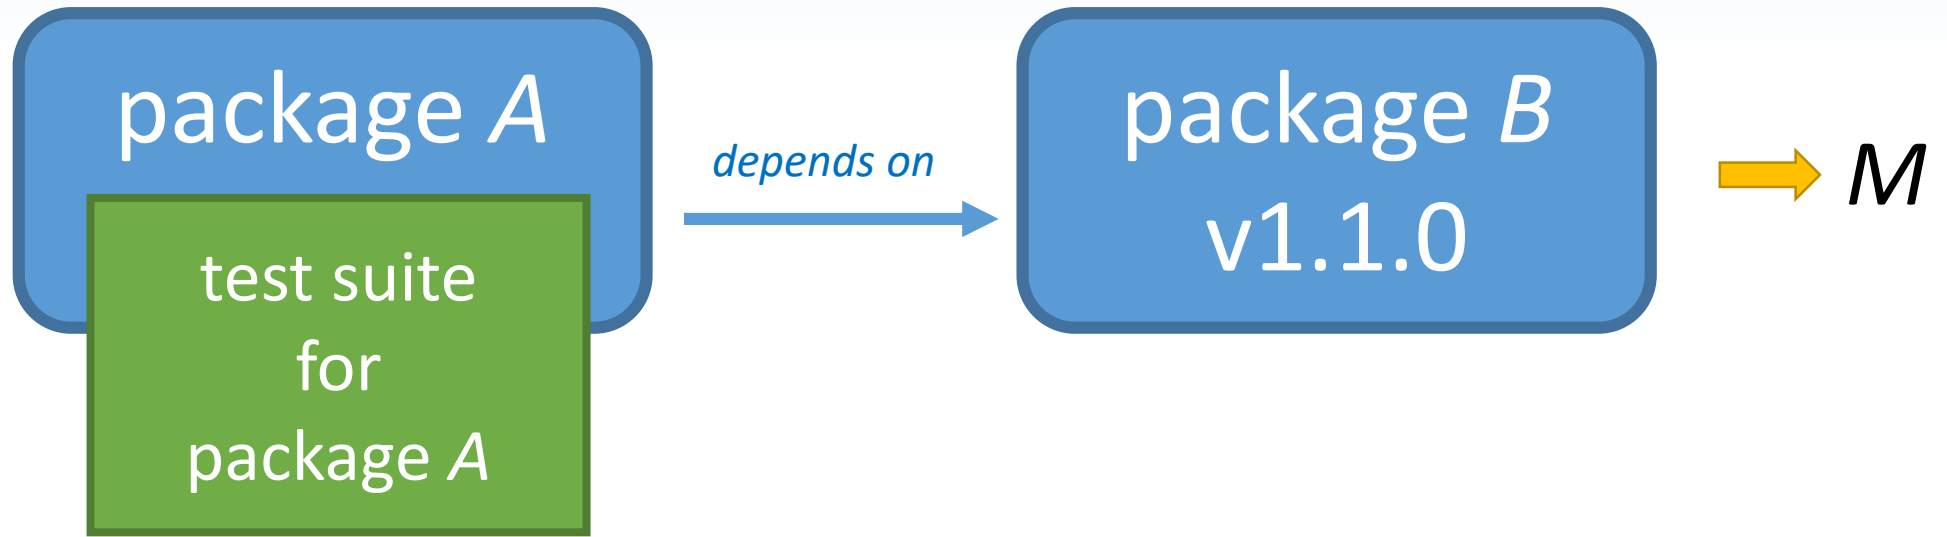 package A
test suite
for
package A
depends on
package B
v1.1.0
M